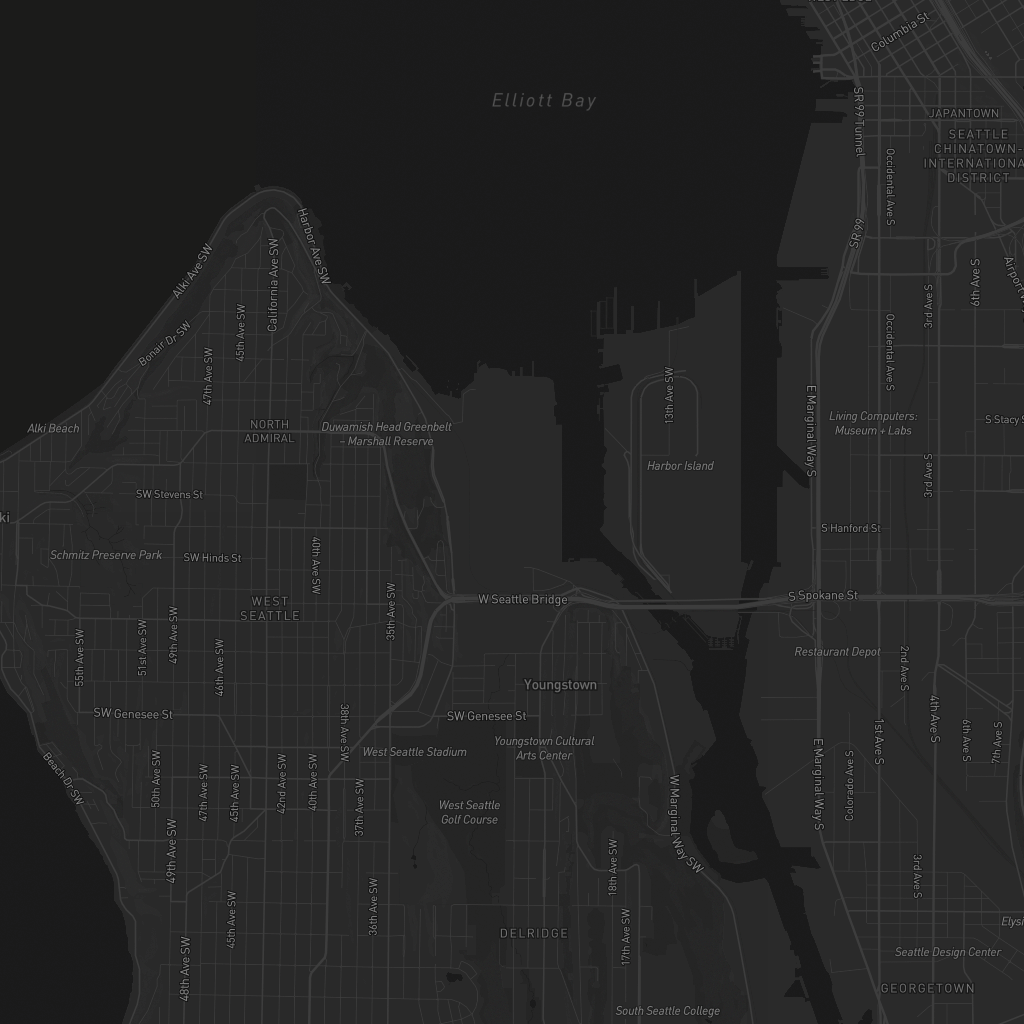 Columbia St
Elliott Bay
SR 99 Tunnel
JAPANTOWN
SEATTLE
CHINATOWN-
INTERNATIONA
DISTRICT
Occidental Ave S
Harbor Ave SW
SR 99
Alki Ave SW
California Ave SW
6th Ave S
Airport W
3rd Ave S
45th Ave SW
Bonair Dr SW
Occidental Ave S
47th Ave SW
13th Ave SW
E Marginal Way S
Living Computers:
Museum + Labs
S Stacy S
Alki Beach
NORTH
ADMIRAL
Duwamish Head Greenbelt
– Marshall Reserve
Harbor Island
3rd Ave S
SW Stevens St
ki
S Hanford St
Schmitz Preserve Park
SW Hinds St
40th Ave SW
35th Ave SW
W Seattle Bridge
S Spokane St
WEST
SEATTLE
55th Ave SW
51st Ave SW
49th Ave SW
46th Ave SW
Restaurant Depot
2nd Ave S
Youngstown
SW Genesee St
38th Ave SW
SW Genesee St
4th Ave S
6th Ave S
7th Ave S
1st Ave S
West Seattle Stadium
Youngstown Cultural
Arts Center
Beach Dr SW
50th Ave SW
47th Ave SW
45th Ave SW
42nd Ave SW
40th Ave SW
37th Ave SW
E Marginal Way S
Colorado Ave S
West Seattle
Golf Course
W Marginal Way SW
49th Ave SW
18th Ave SW
3rd Ave S
45th Ave SW
36th Ave SW
17th Ave SW
DELRIDGE
Elysi
Seattle Design Center
48th Ave SW
GEORGETOWN
South Seattle College